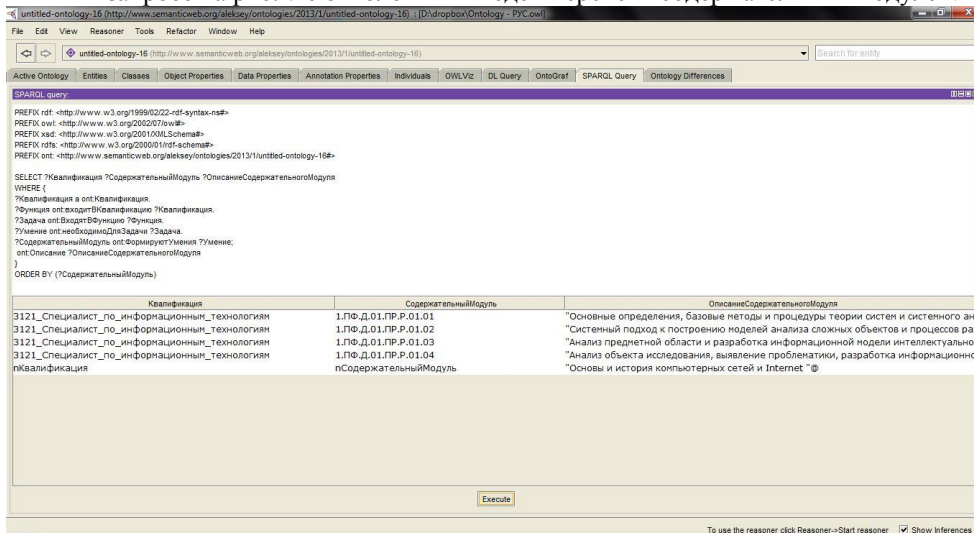 untitled-ontology-16 (http://www.semanticweb.org/aleksey/ontologies/2013/1/untitled-ontology-16) : [D:\dropbox\Ontology - РУС.owl]
File Edit View Reasoner Tools Refactor Window Help
untitled-ontology-16 (http://www.semanticweb.org/aleksey/ontologies/2013/1/untitled-ontology-16)
Search for entity
Active Ontology Entities Classes Object Properties Data Properties Annotation Properties Individuals OWLViz DL Query OntoGraf SPARQL Query Ontology Differences
SPARQL query:
PREFIX rdf: <http://www.w3.org/1999/02/22-rdf-syntax-ns#>
PREFIX owl: <http://www.w3.org/2002/07/owl#>
PREFIX xsd: <http://www.w3.org/2001/XMLSchema#>
PREFIX rdfs: <http://www.w3.org/2000/01/rdf-schema#>
PREFIX ont: <http://www.semanticweb.org/aleksey/ontologies/2013/1/untitled-ontology-16#>
SELECT ?Квалификация ?СодержательныйМодуль ?ОписаниеСодержательногоМодуля
WHERE {
?Квалификация a ont:Квалификация.
?Функция ont:входитВКвалификацию ?Квалификация.
?Задача ont:ВходятВФункцию ?Функция.
?Умение ont:необходимоДляЗадачи ?Задача.
?СодержательныйМодуль ont:ФормируютУмения ?Умение;
ont:Описание ?ОписаниеСодержательногоМодуля
}
ORDER BY (?СодержательныйМодуль)
Квалификация СодержательныйМодуль ОписаниеСодержательногоМодуля
3121_Специалист_по_информационным_технологиям 1.ПФ.Д.01.ПР.Р.01.01 "Основные определения, базовые методы и процедуры теории систем и системного ан
3121_Специалист_по_информационным_технологиям 1.ПФ.Д.01.ПР.Р.01.02 "Системный подход к построению моделей анализа сложных объектов и процессов ра
3121_Специалист_по_информационным_технологиям 1.ПФ.Д.01.ПР.Р.01.03 "Анализ предметной области и разработка информационной модели интеллектуально
3121_Специалист_по_информационным_технологиям 1.ПФ.Д.01.ПР.Р.01.04 "Анализ объекта исследования, выявление проблематики, разработка информационно
пКвалификация пСодержательныйМодуль "Основы и история компьютерных сетей и Internet "@
Execute
To use the reasoner click Reasoner->Start reasoner Show Inferences